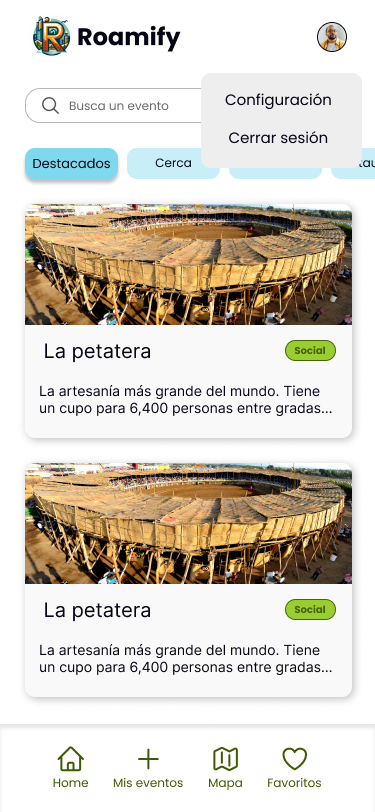 Roamify
Configuración
Cerrar sesión
Busca un evento
Destacados
Cerca
La petatera
Social
La artesanía más grande del mundo. Tiene
un cupo para 6,400 personas entre gradas...
La petatera
Social
La artesanía más grande del mundo. Tiene
un cupo para 6,400 personas entre gradas...
Home
Mis eventos
Mapa
Favoritos